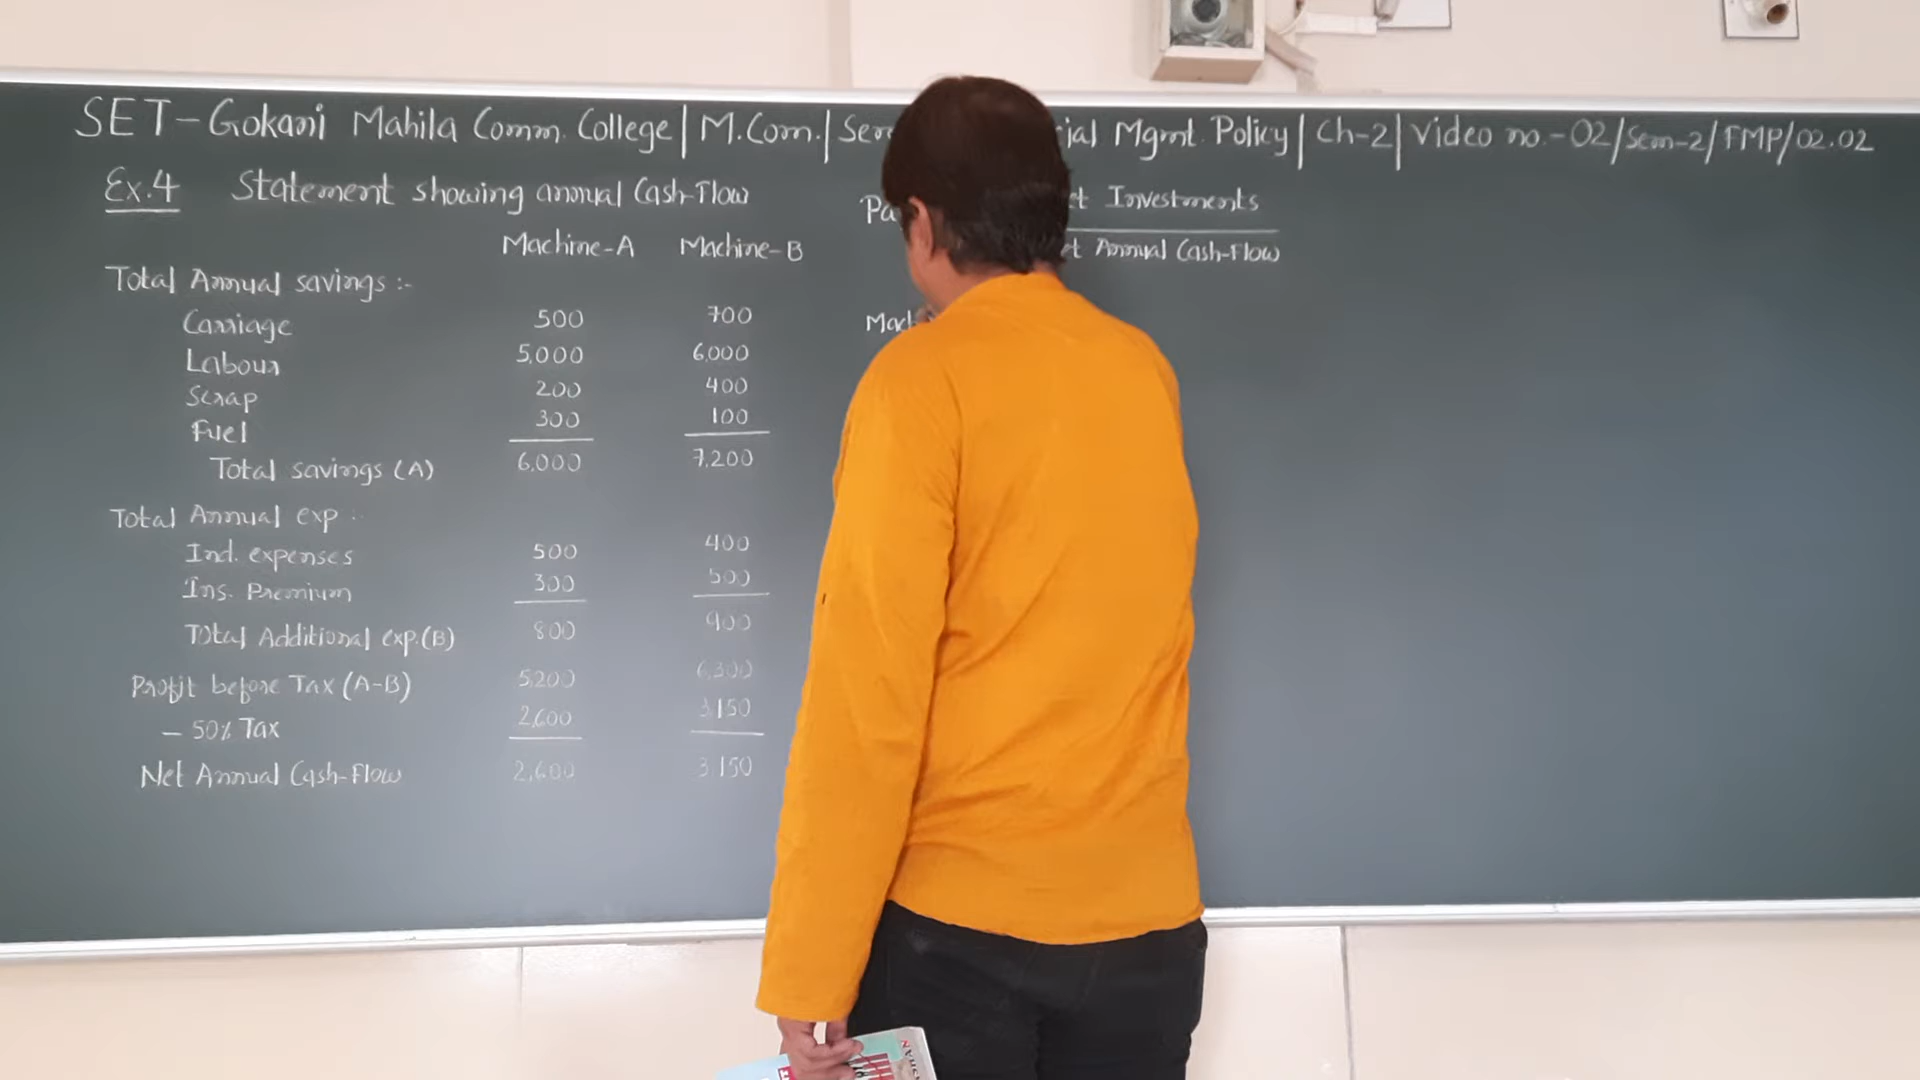 SET-Gokani Mahila Comm. College | M.Com. | Sem ial Mgmt. Policy | Ch-2 | Video no.-02/Sem-2/FMP/02.02
Ex.4 Statement showing annual Cash-Flow
Machine-A Machine-B
Total Annual savings :-
Carriage 500 700
Labour 5,000 6,000
Scrap 200 400
Fuel 300 100
Total savings (A) 6,000 7,200
Total Annual exp :-
Ind. expenses 500 400
Ins. Premium 300 500
Total Additional exp.(B) 800 900
Profit before Tax (A-B) 5200 6,300
- 50% Tax 2,600 3,150
Net Annual Cash-Flow 2,600 3,150
Pa et Investments
et Annual Cash-Flow
Mach